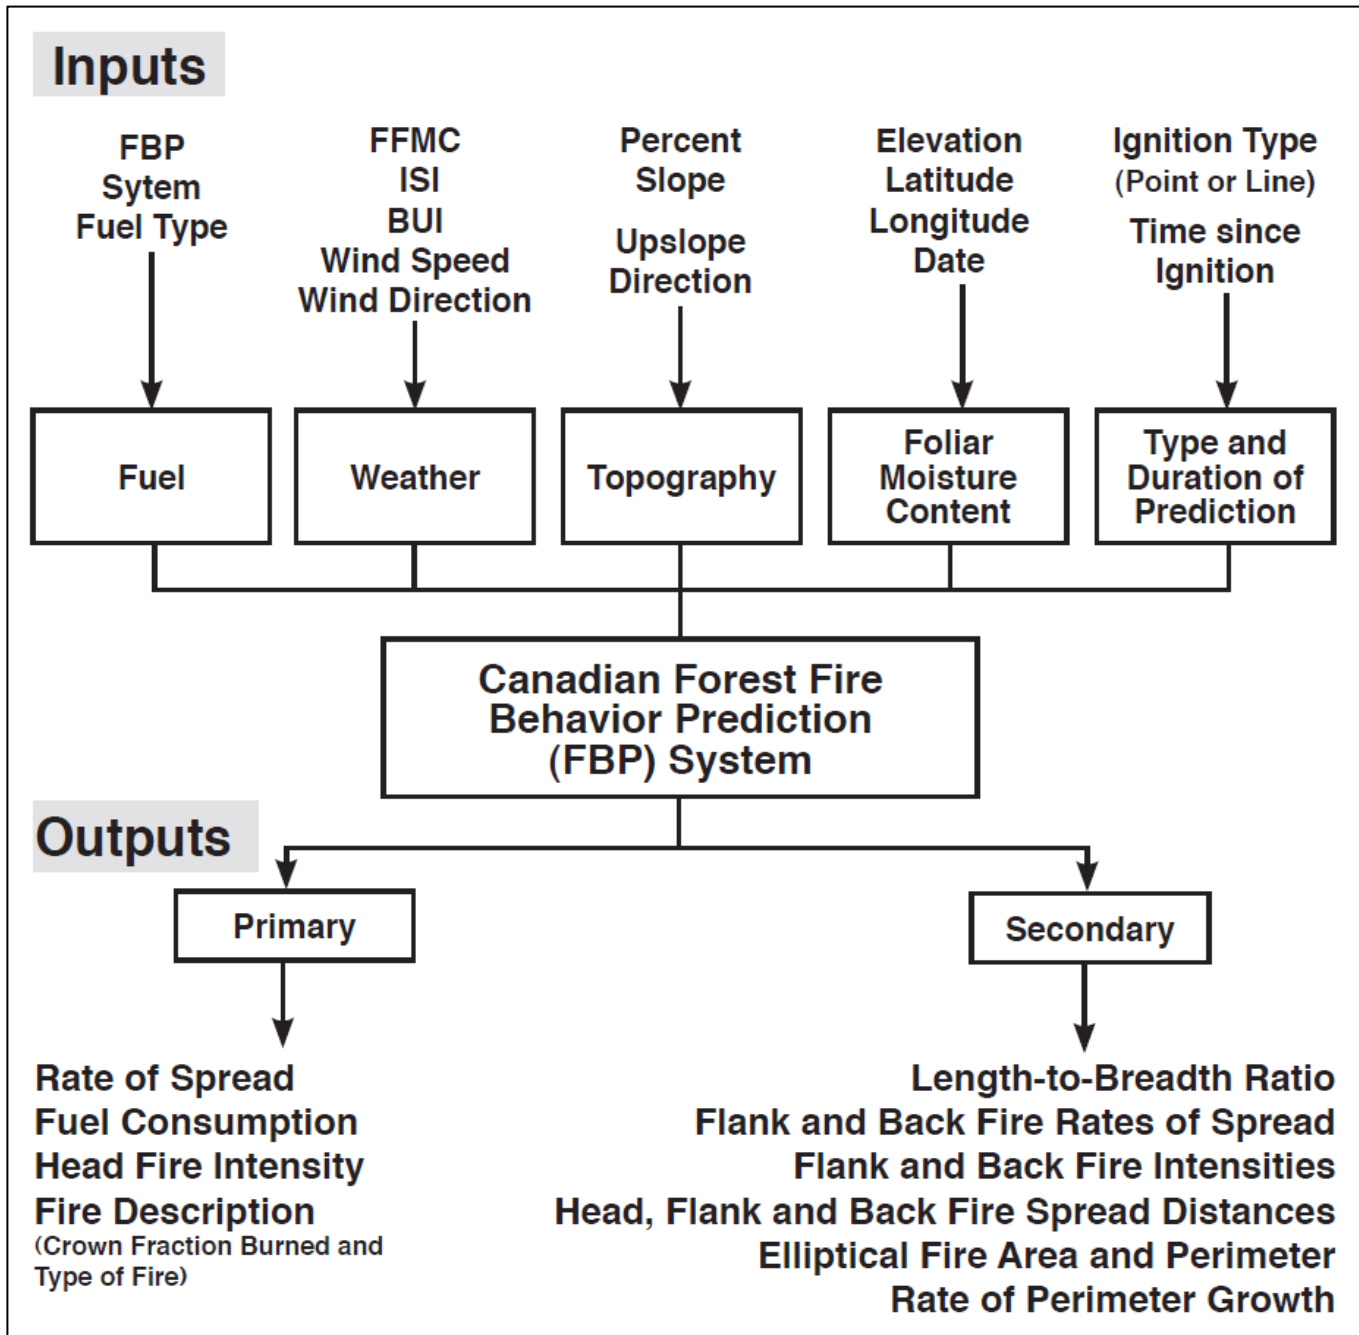 Inputs
FBP
Sytem
Fuel Type
FFMC
ISI
BUI
Wind Speed
Wind Direction
Percent
Slope
Upslope
Direction
Elevation
Latitude
Longitude
Date
Ignition Type
(Point or Line)
Time since
Ignition
Fuel
Weather
Topography
Foliar
Moisture
Content
Type and
Duration of
Prediction
Canadian Forest Fire
Behavior Prediction
(FBP) System
Outputs
Primary
Secondary
Rate of Spread
Fuel Consumption
Head Fire Intensity
Fire Description
(Crown Fraction Burned and
Type of Fire)
Length-to-Breadth Ratio
Flank and Back Fire Rates of Spread
Flank and Back Fire Intensities
Head, Flank and Back Fire Spread Distances
Elliptical Fire Area and Perimeter
Rate of Perimeter Growth